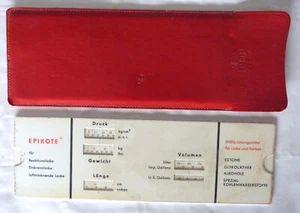 Druck
kg/cm²
p.s.i.
EPIKOTE®
für
Reaktionslacke
Einbrennlacke
lufttrocknende Lacke
kg
lbs
Gewicht
Länge
cm
Volumen
Liter
Imp. Gallons
U.S. Gallons
SHELL-Lösungsmittel
für Lacke und Farben
KETONE
GLYKOLÄTHER
ALKOHOLE
SPEZIAL-
KOHLENWASSERSTOFFE